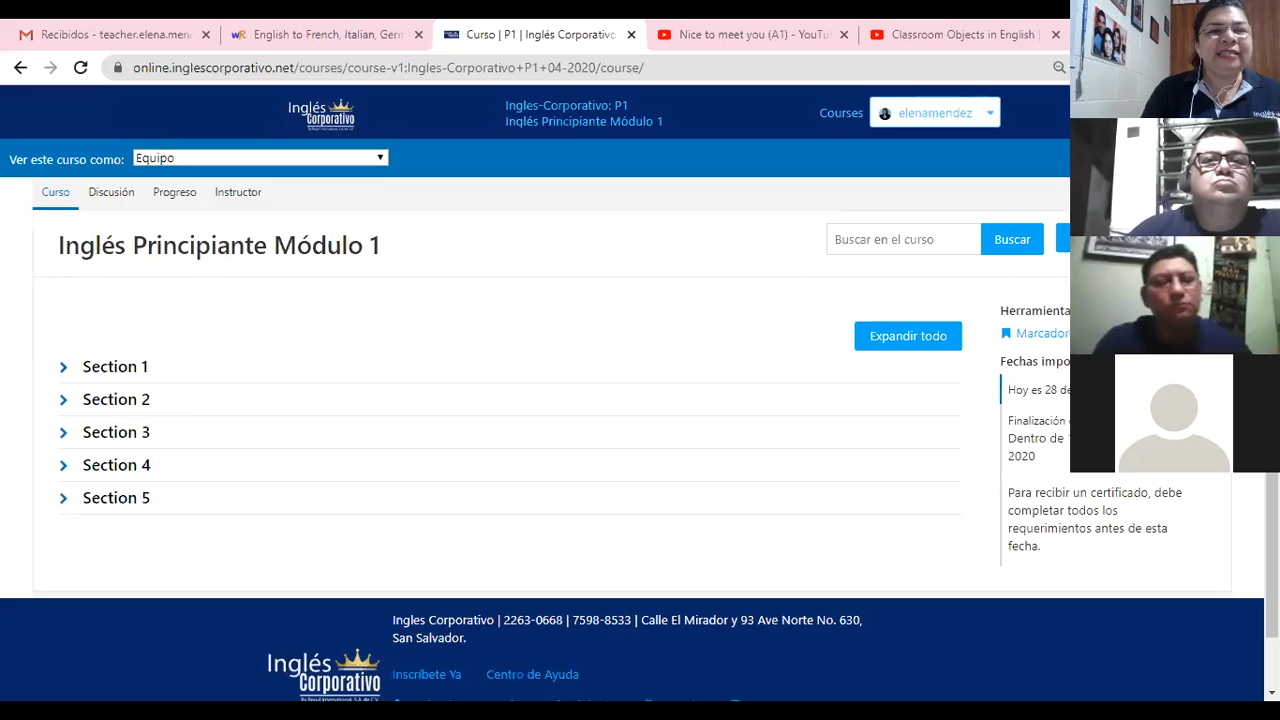 Recibidos - teacher.elena.men
English to French, Italian, Ger
Curso | P1 | Inglés Corporativo
Nice to meet you (A1) - YouTu
Classroom Objects in English |
online.inglescorporativo.net/courses/course-v1:Ingles-Corporativo+P1+04-2020/course/
Inglés
Corporativo
Ingles-Corporativo: P1
Inglés Principiante Módulo 1
Courses
elenamendez
Ver este curso como:
Equipo
Curso
Discusión
Progreso
Instructor
Inglés Principiante Módulo 1
Buscar en el curso
Buscar
Herramienta
Expandir todo
Marcador
Fechas impo
Section 1
Hoy es 28 de
Section 2
Finalización
Section 3
Dentro de
2020
Section 4
Section 5
Para recibir un certificado, debe
completar todos los
requerimientos antes de esta
fecha.
Ingles Corporativo | 2263-0668 | 7598-8533 | Calle El Mirador y 93 Ave Norte No. 630,
San Salvador.
Inglés
Corporativo
Inscríbete Ya
Centro de Ayuda